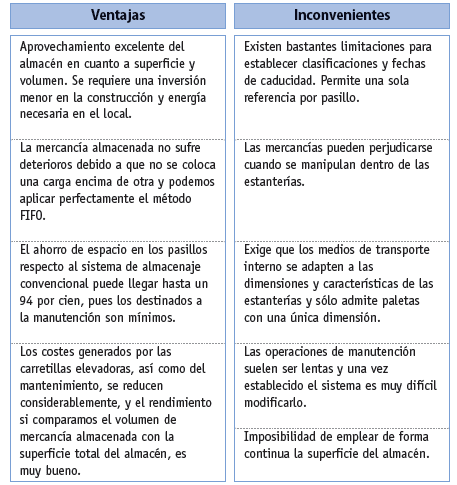 Ventajas
Aprovechamiento excelente del
almacén en cuanto a superficie y
volumen. Se requiere una inversión
menor en la construcción y energía
necesaria en el local.
La mercancía almacenada no sufre
deterioros debido a que no se coloca
una carga encima de otra y podemos
aplicar perfectamente el método
FIFO.
El ahorro de espacio en los pasillos
respecto al sistema de almacenaje
convencional puede llegar hasta un
94 por cien, pues los destinados a
la manutención son mínimos.
Los costes generados por las
carretillas elevadoras, así como del
mantenimiento, se reducen
considerablemente, y el rendimiento
si comparamos el volumen de
mercancía almacenada con la
superficie total del almacén, es
muy bueno.
Inconvenientes
Existen bastantes limitaciones para
establecer clasificaciones y fechas
de caducidad. Permite una sola
referencia por pasillo.
Las mercancías pueden perjudicarse
cuando se manipulan dentro de las
estanterías.
Exige que los medios de transporte
interno se adapten a las
dimensiones y características de las
estanterías y sólo admite paletas
con una única dimensión.
Las operaciones de manutención
suelen ser lentas y una vez
establecido el sistema es muy difícil
modificarlo.
Imposibilidad de emplear de forma
continua la superficie del almacén.